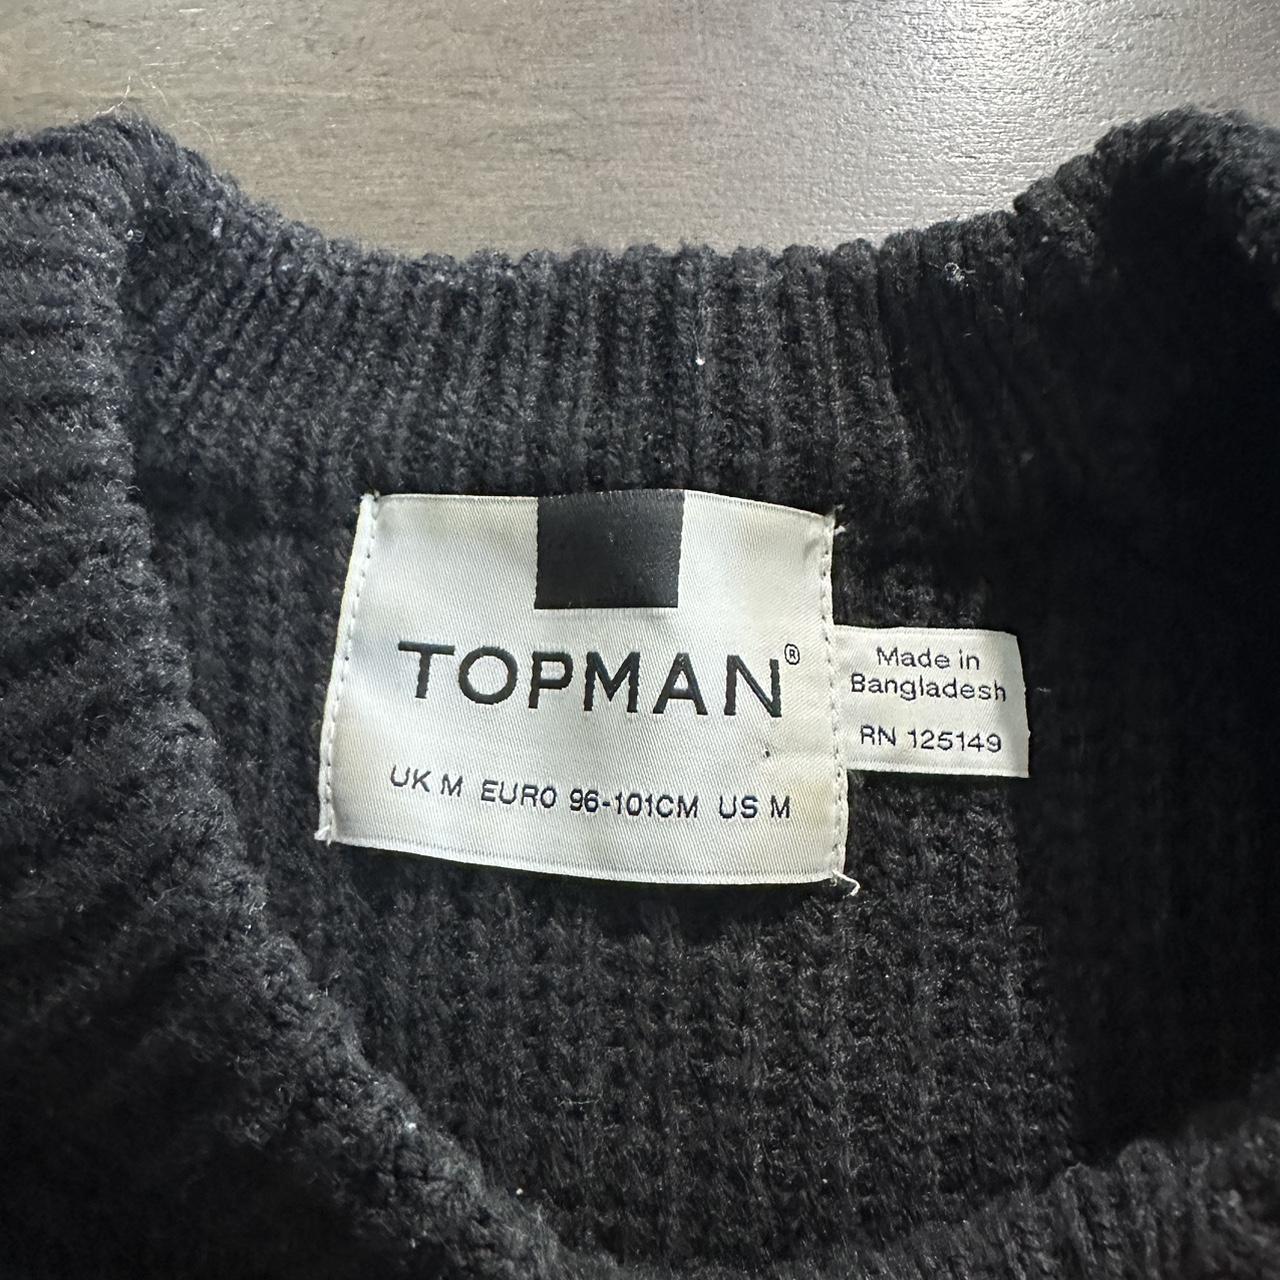 TOPMAN®
UK M EURO 96-101CM US M
Made in
Bangladesh
RN 125149